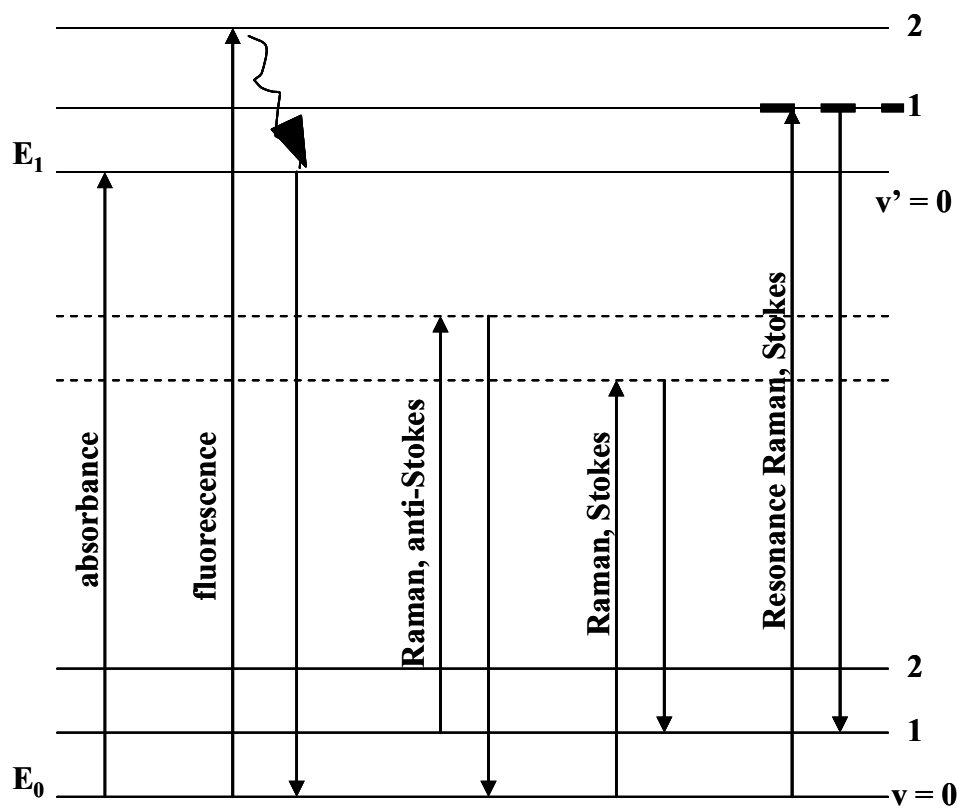 2
1
E₁
v’ = 0
absorbance
fluorescence
Raman, anti-Stokes
Raman, Stokes
Resonance Raman, Stokes
2
1
E₀
v = 0